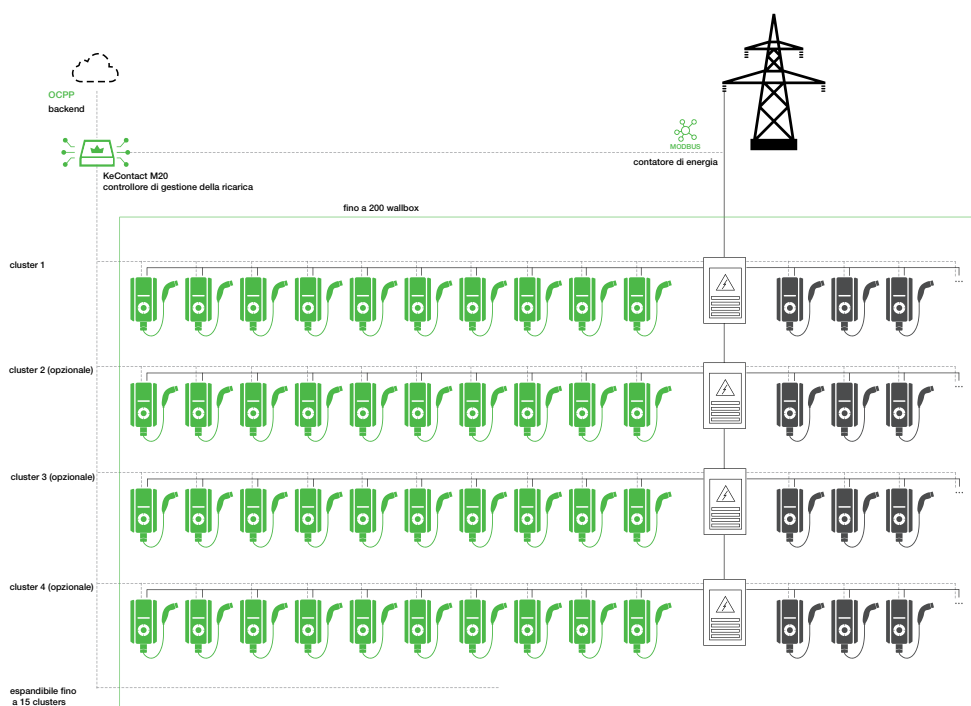 OCPP
backend
MODBUS
contatore di energia
KeContact M20
controllore di gestione della ricarica
fino a 200 wallbox
cluster 1
...
cluster 2 (opzionale)
...
cluster 3 (opzionale)
...
cluster 4 (opzionale)
...
espandibile fino
a 15 clusters